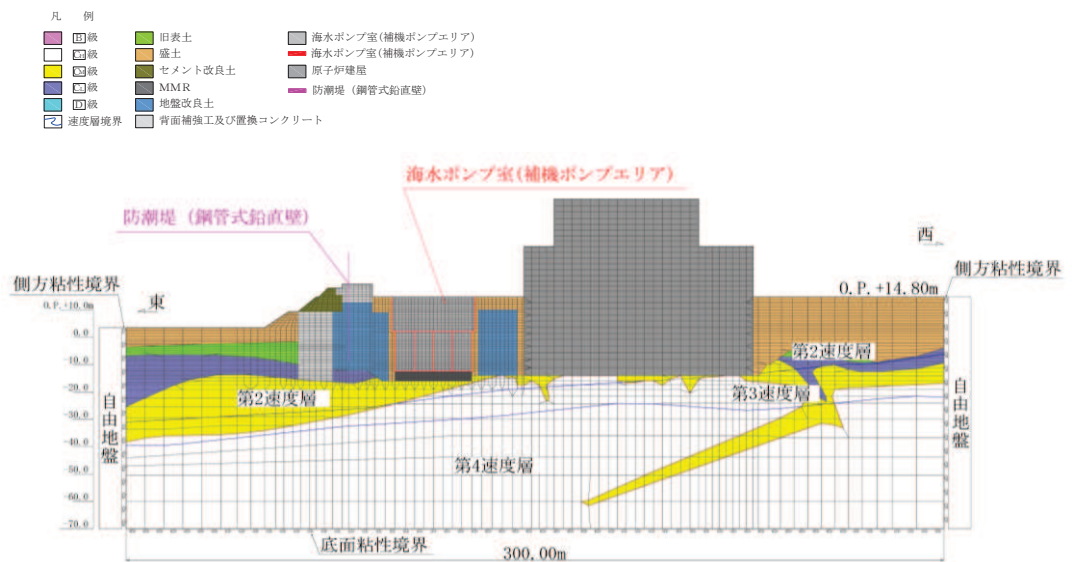 凡 例
B級 旧表土 海水ポンプ室(補機ポンプエリア)
CH級 盛土 海水ポンプ室(補機ポンプエリア)
CM級 セメント改良土 原子炉建屋
CL級 MMR 防潮堤 (鋼管式鉛直壁)
D級 地盤改良土
速度層境界 背面補強工及び置換コンクリート
海水ポンプ室(補機ポンプエリア)
防潮堤 (鋼管式鉛直壁)
西
側方粘性境界
側方粘性境界
O.P.+14.80m
O.P.+10.0m
東
0.0
-10.0
第2速度層
-20.0
第2速度層
第3速度層
-30.0
自由地盤
自由地盤
-40.0
第4速度層
-50.0
-60.0
-70.0
底面粘性境界
300.00m